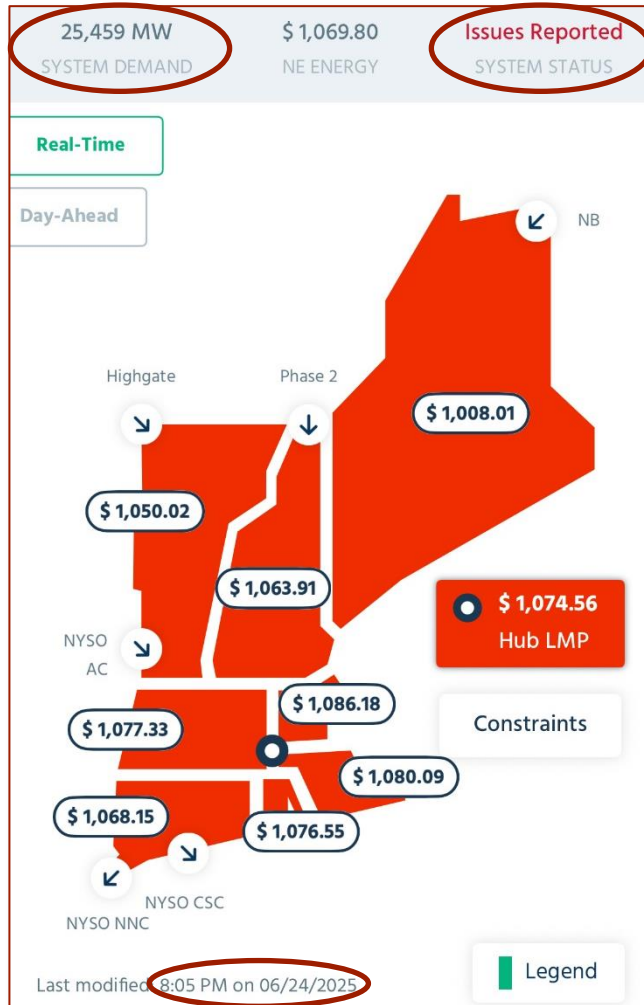 25,459 MW
SYSTEM DEMAND
$ 1,069.80
NE ENERGY
Issues Reported
SYSTEM STATUS
Real-Time
Day-Ahead
NB
Highgate
Phase 2
$ 1,008.01
$ 1,050.02
$ 1,063.91
$ 1,074.56
Hub LMP
NYSO
AC
$ 1,086.18
$ 1,077.33
Constraints
$ 1,080.09
$ 1,068.15
$ 1,076.55
NYSO CSC
NYSO NNC
Last modified 8:05 PM on 06/24/2025
Legend